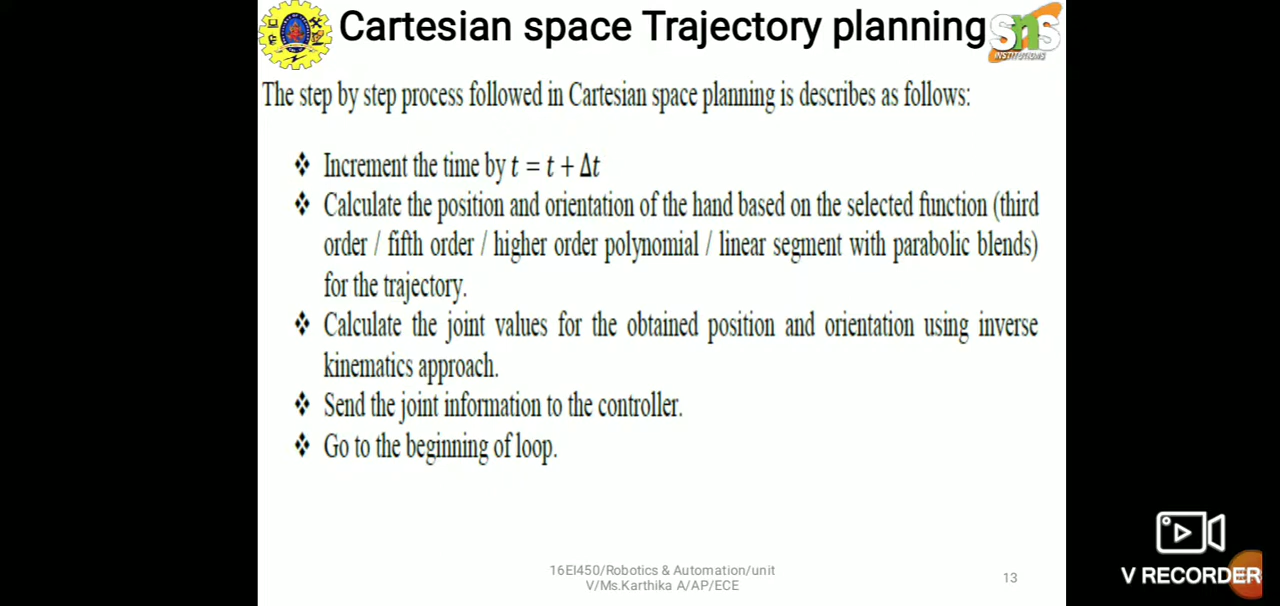 Cartesian space Trajectory planning
SNS
INSTITUTIONS
The step by step process followed in Cartesian space planning is describes as follows:
❖ Increment the time by t = t + Δt
❖ Calculate the position and orientation of the hand based on the selected function (third
order / fifth order / higher order polynomial / linear segment with parabolic blends)
for the trajectory.
❖ Calculate the joint values for the obtained position and orientation using inverse
kinematics approach.
❖ Send the joint information to the controller.
❖ Go to the beginning of loop.
16EI450/Robotics & Automation/unit
V/Ms.Karthika A/AP/ECE
13
V RECORDER